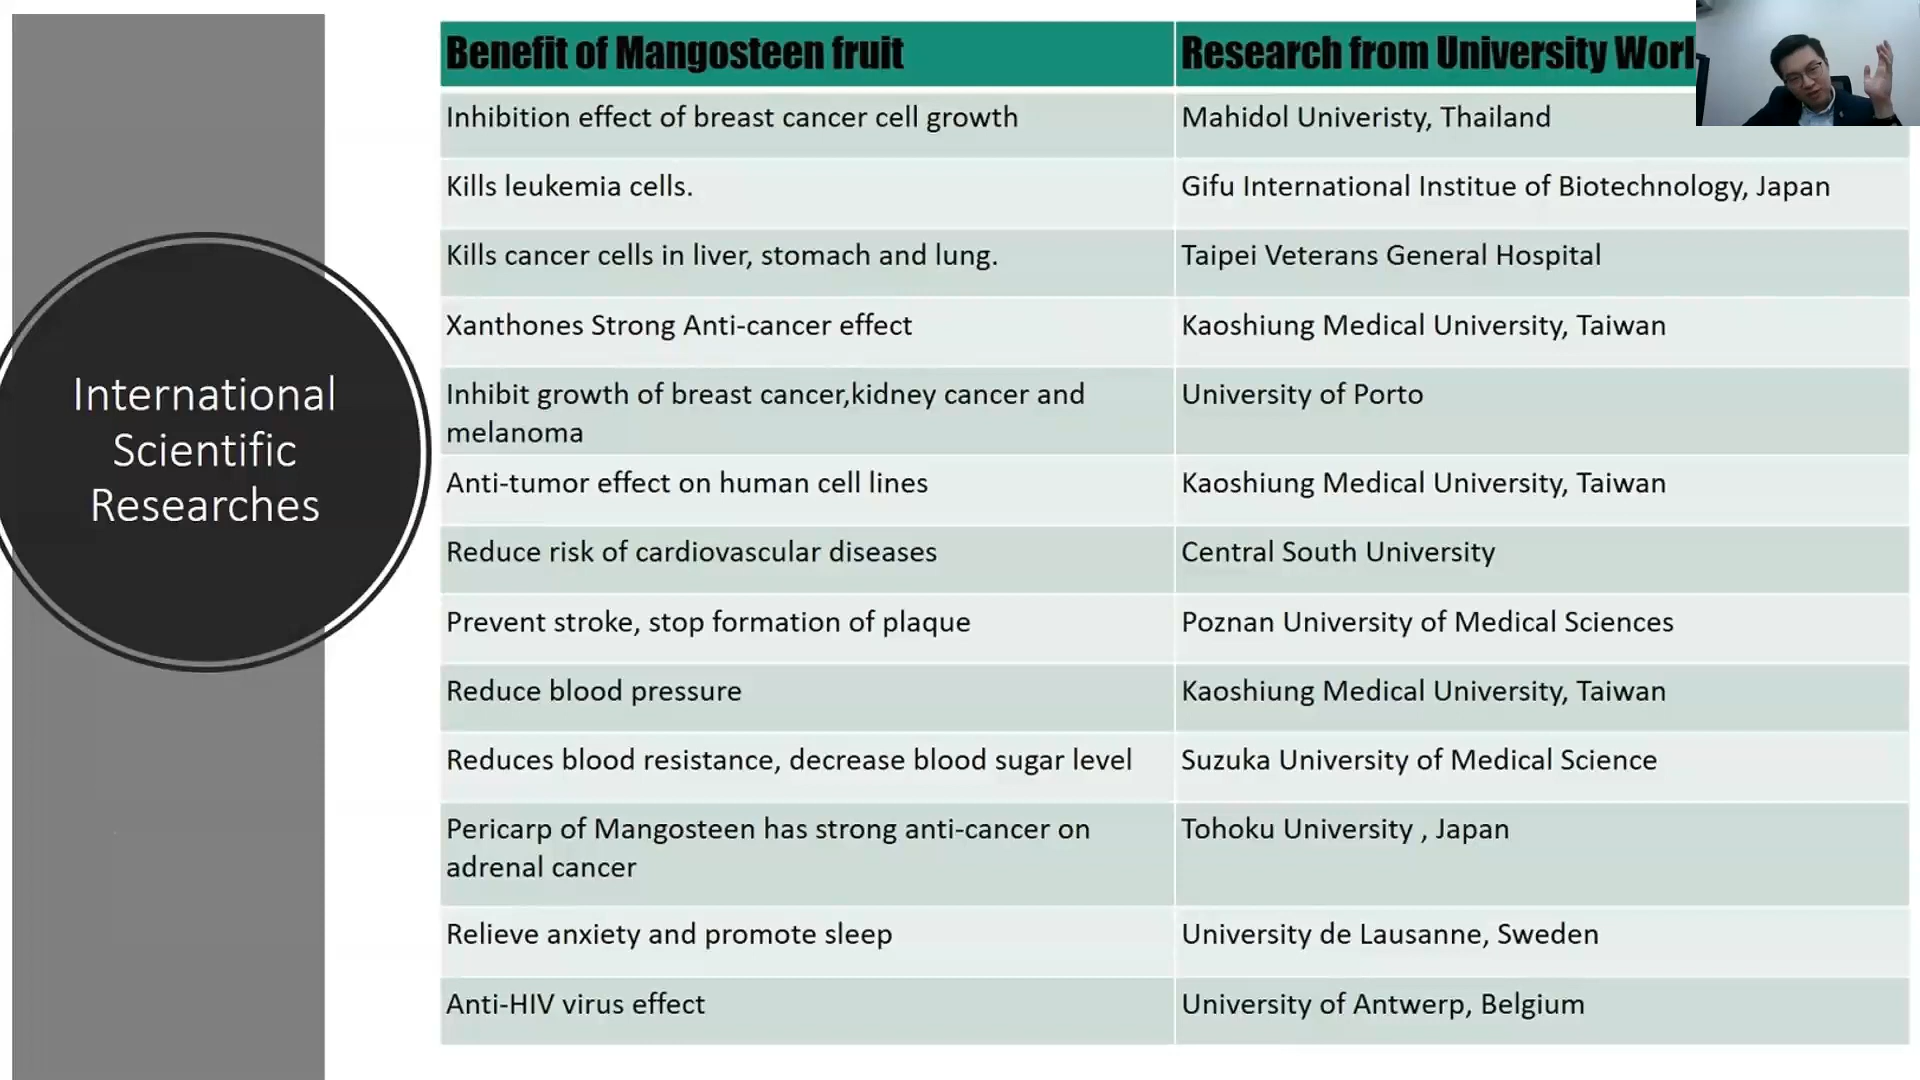 International
Scientific
Researches
Benefit of Mangosteen fruit
Research from University
Inhibition effect of breast cancer cell growth
Mahidol Univeristy, Thailand
Kills leukemia cells.
Gifu International Institue of Biotechnology, Japan
Kills cancer cells in liver, stomach and lung.
Taipei Veterans General Hospital
Xanthones Strong Anti-cancer effect
Kaoshiung Medical University, Taiwan
Inhibit growth of breast cancer,kidney cancer and
melanoma
University of Porto
Anti-tumor effect on human cell lines
Kaoshiung Medical University, Taiwan
Reduce risk of cardiovascular diseases
Central South University
Prevent stroke, stop formation of plaque
Poznan University of Medical Sciences
Reduce blood pressure
Kaoshiung Medical University, Taiwan
Reduces blood resistance, decrease blood sugar level
Suzuka University of Medical Science
Pericarp of Mangosteen has strong anti-cancer on
adrenal cancer
Tohoku University , Japan
Relieve anxiety and promote sleep
University de Lausanne, Sweden
Anti-HIV virus effect
University of Antwerp, Belgium